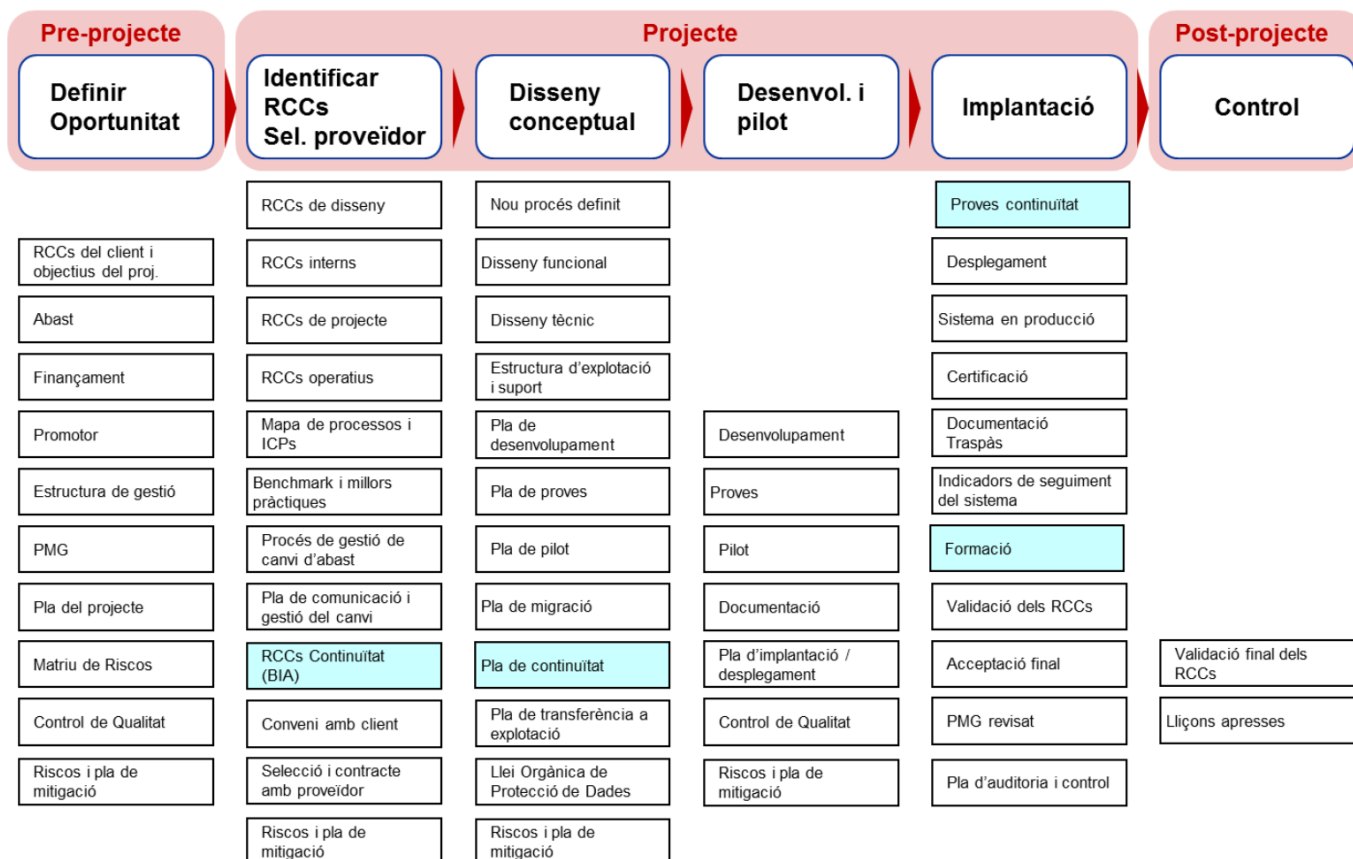 Pre-projecte
Projecte
Post-projecte
Definir
Oportunitat
Identificar
RCCs
Sel. proveïdor
Disseny
conceptual
Desenvol. i
pilot
Implantació
Control
RCCs del client i
objectius del proj.
Abast
Finançament
Promotor
Estructura de gestió
PMG
Pla del projecte
Matriu de Riscos
Control de Qualitat
Riscos i pla de
mitigació
RCCs de disseny
RCCs interns
RCCs de projecte
RCCs operatius
Mapa de processos i
ICPs
Benchmark i millors
pràctiques
Procés de gestió de
canvi d'abast
Pla de comunicació i
gestió del canvi
RCCs Continuïtat
(BIA)
Conveni amb client
Selecció i contracte
amb proveïdor
Riscos i pla de
mitigació
Nou procés definit
Disseny funcional
Disseny tècnic
Estructura d'explotació
i suport
Pla de
desenvolupament
Pla de proves
Pla de pilot
Pla de migració
Pla de continuïtat
Pla de transferència a
explotació
Llei Orgànica de
Protecció de Dades
Riscos i pla de
mitigació
Desenvolupament
Proves
Pilot
Documentació
Pla d'implantació /
desplegament
Control de Qualitat
Riscos i pla de
mitigació
Proves continuïtat
Desplegament
Sistema en producció
Certificació
Documentació
Traspàs
Indicadors de seguiment
del sistema
Formació
Validació dels RCCs
Acceptació final
PMG revisat
Pla d'auditoria i control
Validació final dels
RCCs
Lliçons apresses